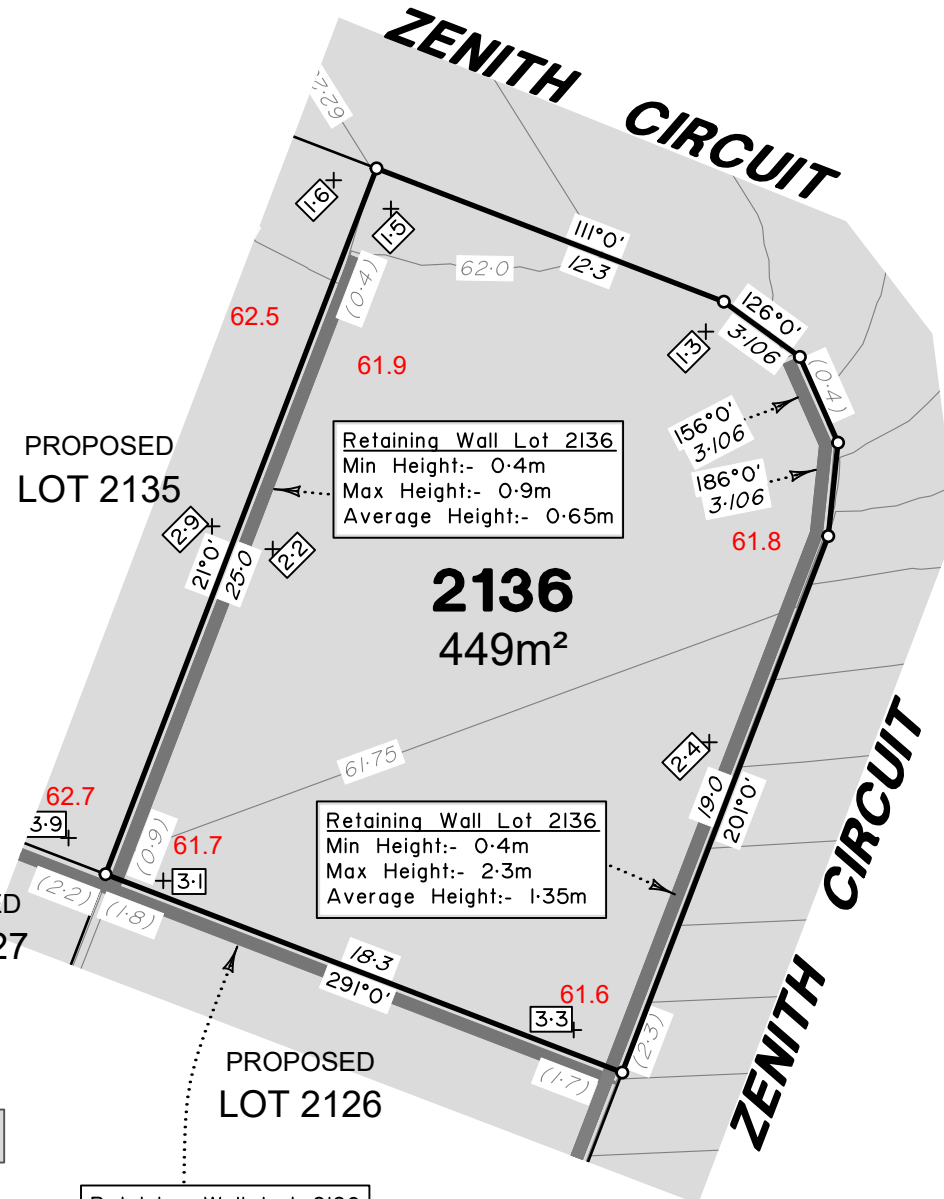 ZENITH CIRCUIT
1·6
1·5
111°0'
12·3
62·0
(0·4)
126°0'
3·106
1·3
(0·4)
62.5
61.9
156°0'
3·106
186°0'
3·106
PROPOSED
LOT 2135
Retaining Wall Lot 2136
Min Height:- 0·4m
Max Height:- 0·9m
Average Height:- 0·65m
61.8
2·9
2·2
21°0'
25·0
2136
449m²
61·75
2·4
19·0
201°0'
ZENITH CIRCUIT
62.7
3·9
61.7
(0·9)
3·1
Retaining Wall Lot 2136
Min Height:- 0·4m
Max Height:- 2·3m
Average Height:- 1·35m
(2·2)
(1·8)
ED
27
18·3
291°0'
61.6
3·3
(2·3)
(1·7)
PROPOSED
LOT 2126